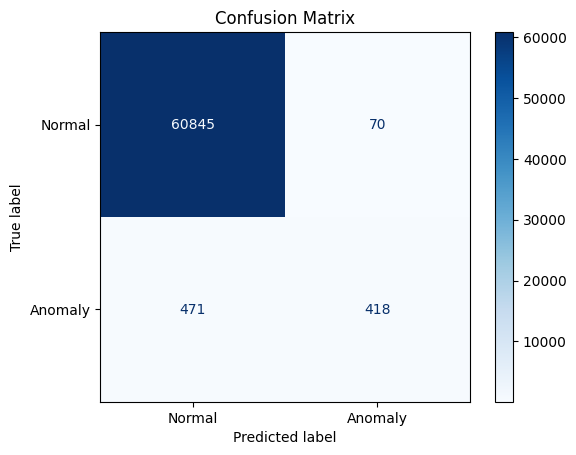 Confusion Matrix
True label
Normal
60845
70
Anomaly
471
418
Normal
Anomaly
Predicted label
60000
50000
40000
30000
20000
10000